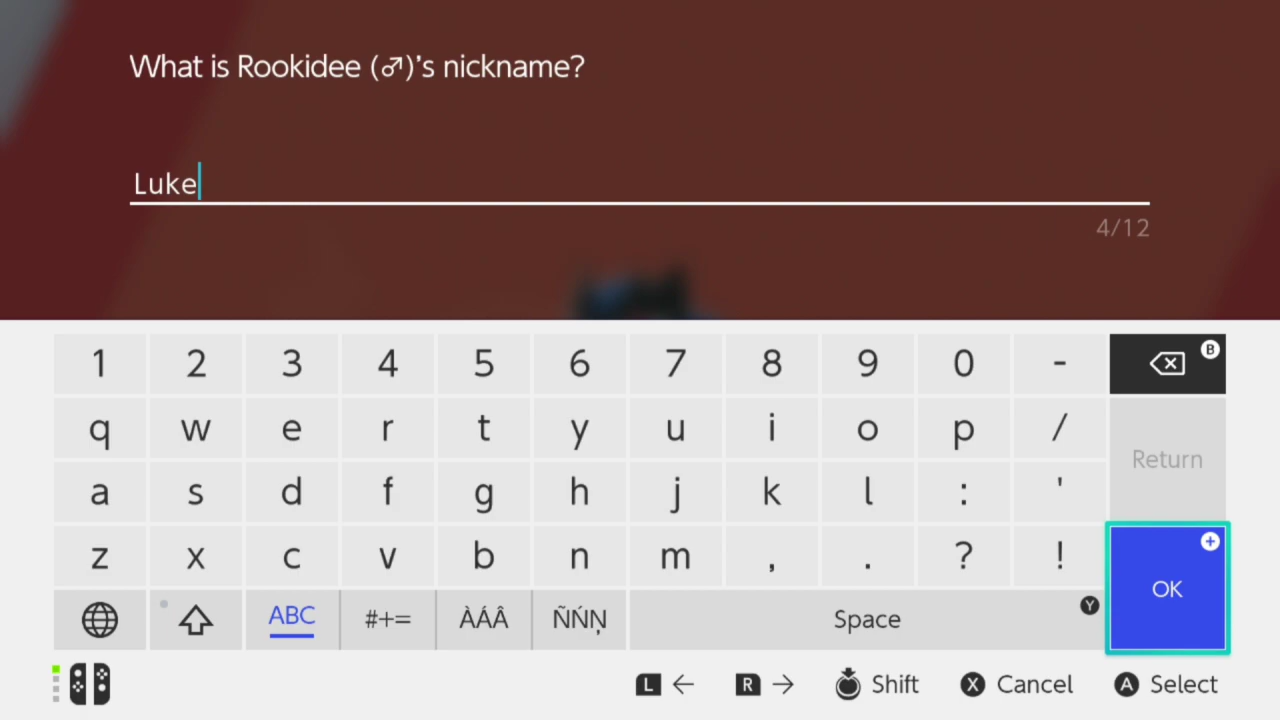 What is Rookidee (♂)'s nickname?
Luke
4/12
1 2 3 4 5 6 7 8 9 0 - B
q w e r t y u i o p / Return
a s d f g h j k l : '
z x c v b n m , . ? ! + OK
ABC #+= ÀÁÂ ÑŃŅ Space Y
L ← R → Shift X Cancel A Select